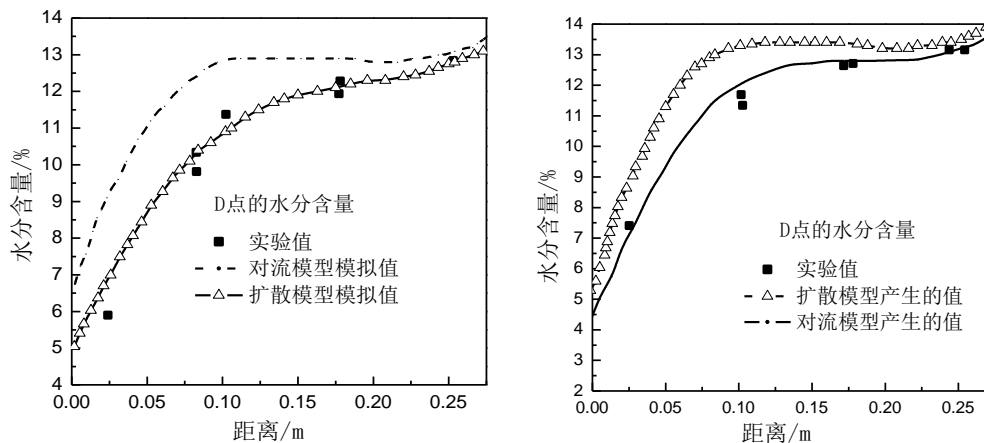 14
13
12
11
10
9
8
7
6
5
4
水分含量/%
D点的水分含量
实验值
对流模型模拟值
扩散模型模拟值
0.00 0.05 0.10 0.15 0.20 0.25
距离/m
14
13
12
11
10
9
8
7
6
5
4
3
2
水分含量/%
D点的水分含量
实验值
扩散模型产生的值
对流模型产生的值
0.00 0.05 0.10 0.15 0.20 0.25
距离/m